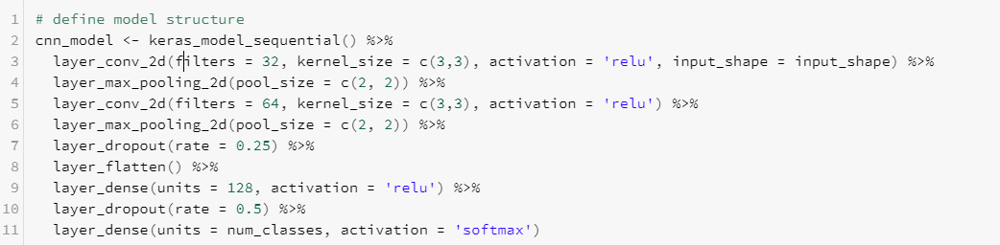 1 # define model structure
2 cnn_model <- keras_model_sequential() %>%
3   layer_conv_2d(filters = 32, kernel_size = c(3,3), activation = 'relu', input_shape = input_shape) %>%
4   layer_max_pooling_2d(pool_size = c(2, 2)) %>%
5   layer_conv_2d(filters = 64, kernel_size = c(3,3), activation = 'relu') %>%
6   layer_max_pooling_2d(pool_size = c(2, 2)) %>%
7   layer_dropout(rate = 0.25) %>%
8   layer_flatten() %>%
9   layer_dense(units = 128, activation = 'relu') %>%
10   layer_dropout(rate = 0.5) %>%
11   layer_dense(units = num_classes, activation = 'softmax')